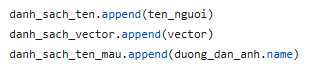 danh_sach_ten.append(ten_nguoi)
danh_sach_vector.append(vector)
danh_sach_ten_mau.append(duong_dan_anh.name)